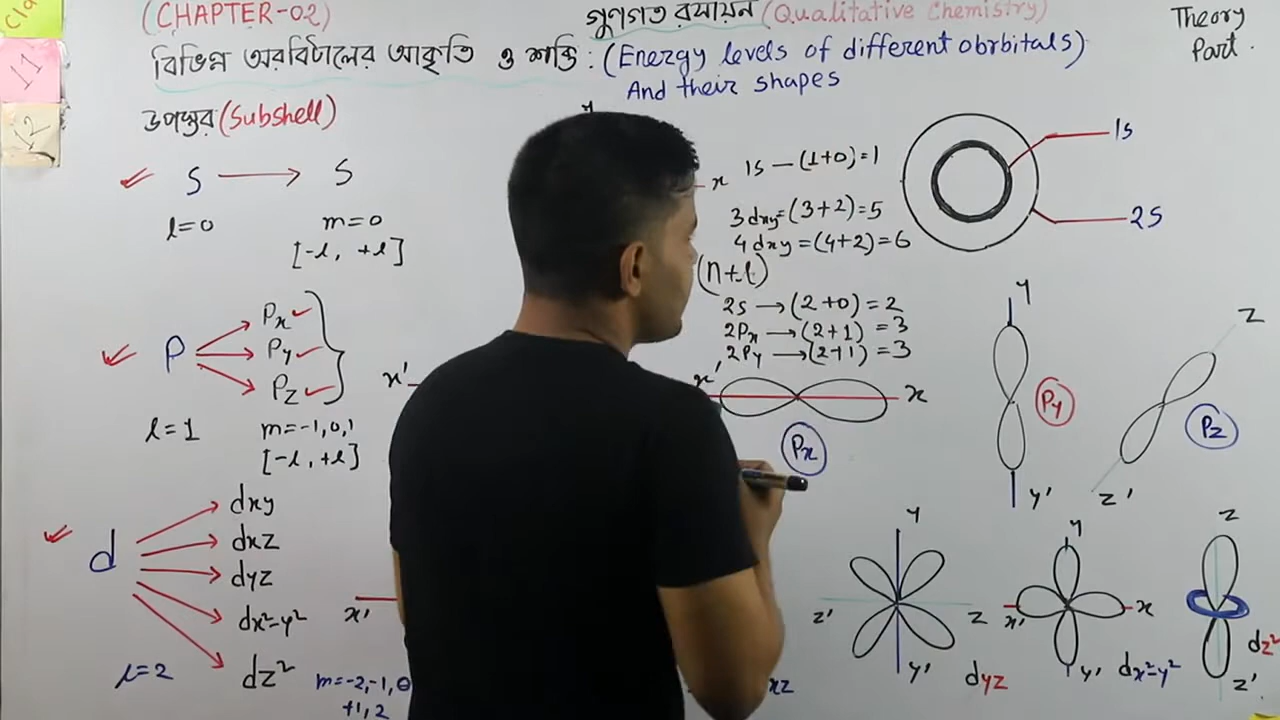 Cla
11
12
(CHAPTER-02)
গুণগত রসায়ন (Qualitative Chemistry)
Theory
Part.
বিভিন্ন অরবিটালের আকৃতি ও শক্তি : (Energy levels of different obrbitals)
And their shapes
উপস্তর (Subshell)
S → S
l=0 m=0
[-l, +l]
P
Px
Py
Pz
l=1 m=-1,0,1
[-l, +l]
d
dxy
dxz
dyz
dx²-y²
dz²
l=2 m=-2,-1,0
+1,2
x
x'
x'
1s — (1+0)=1
3dxy=(3+2)=5
4dxy=(4+2)=6
(n+l)
2s → (2+0)=2
2Px → (2+1)=3
2Py → (2+1)=3
1s
2s
x' x
Px
y
y'
Py
z
z'
Pz
xz
y
z' z
y'
dyz
y
x' x
y'
dx²-y²
z
z'
dz²